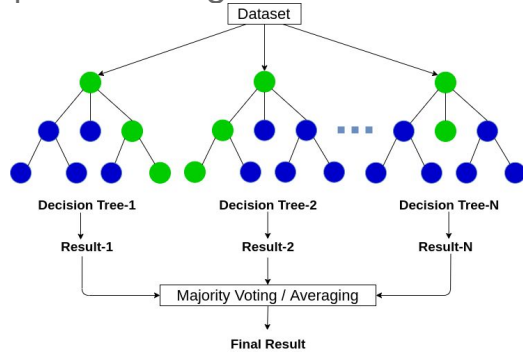 Dataset
Decision Tree-1 Decision Tree-2 Decision Tree-N
Result-1 Result-2 Result-N
Majority Voting / Averaging
Final Result